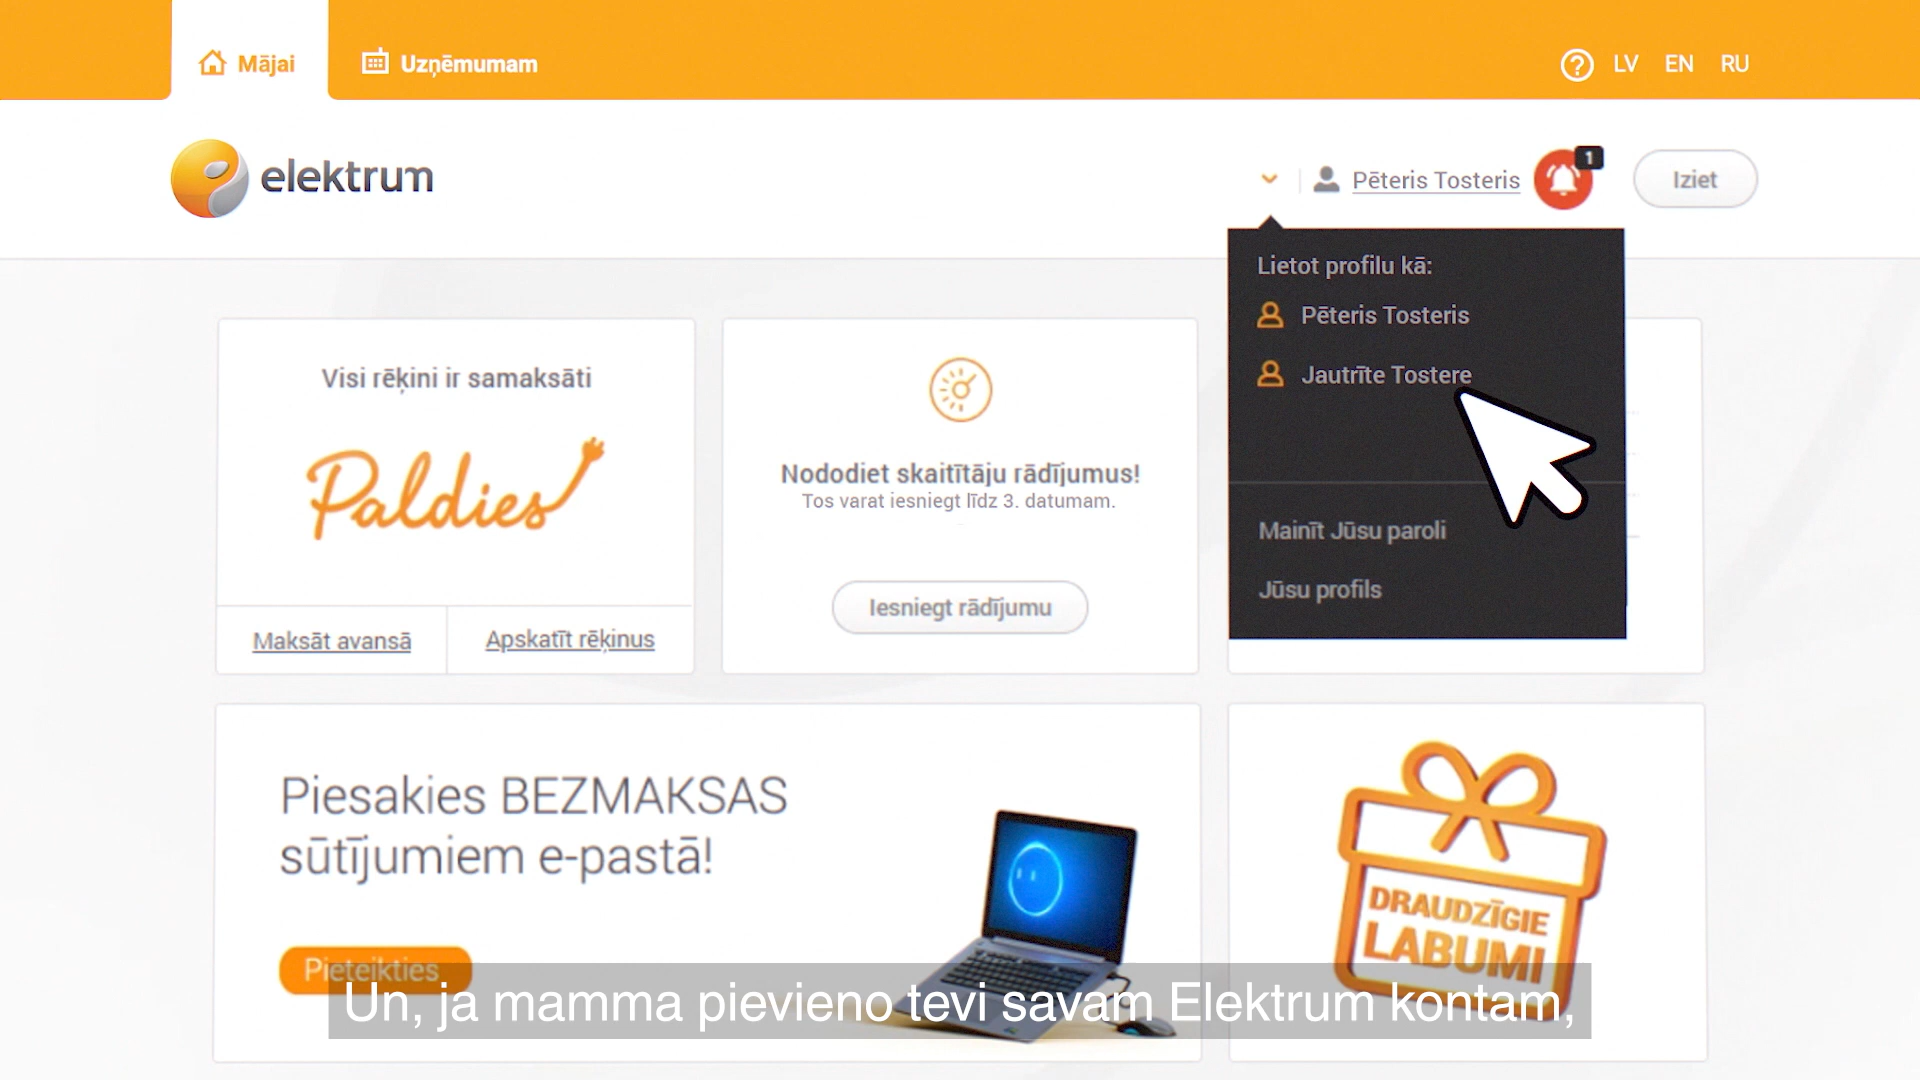 Mājai
Uzņēmumam
LV EN RU
elektrum
Pēteris Tosteris
1
Iziet
Lietot profilu kā:
Pēteris Tosteris
Jautrīte Tostere
Mainīt Jūsu paroli
Jūsu profils
Visi rēķini ir samaksāti
Paldies
Maksāt avansā
Apskatīt rēķinus
Nododiet skaitītāju rādījumus!
Tos varat iesniegt līdz 3. datumam.
Iesniegt rādījumu
Piesakies BEZMAKSAS
sūtījumiem e-pastā!
Pieteikties
DRAUDZĪGIE
LABUMI
Un, ja mamma pievieno tevi savam Elektrum kontam,